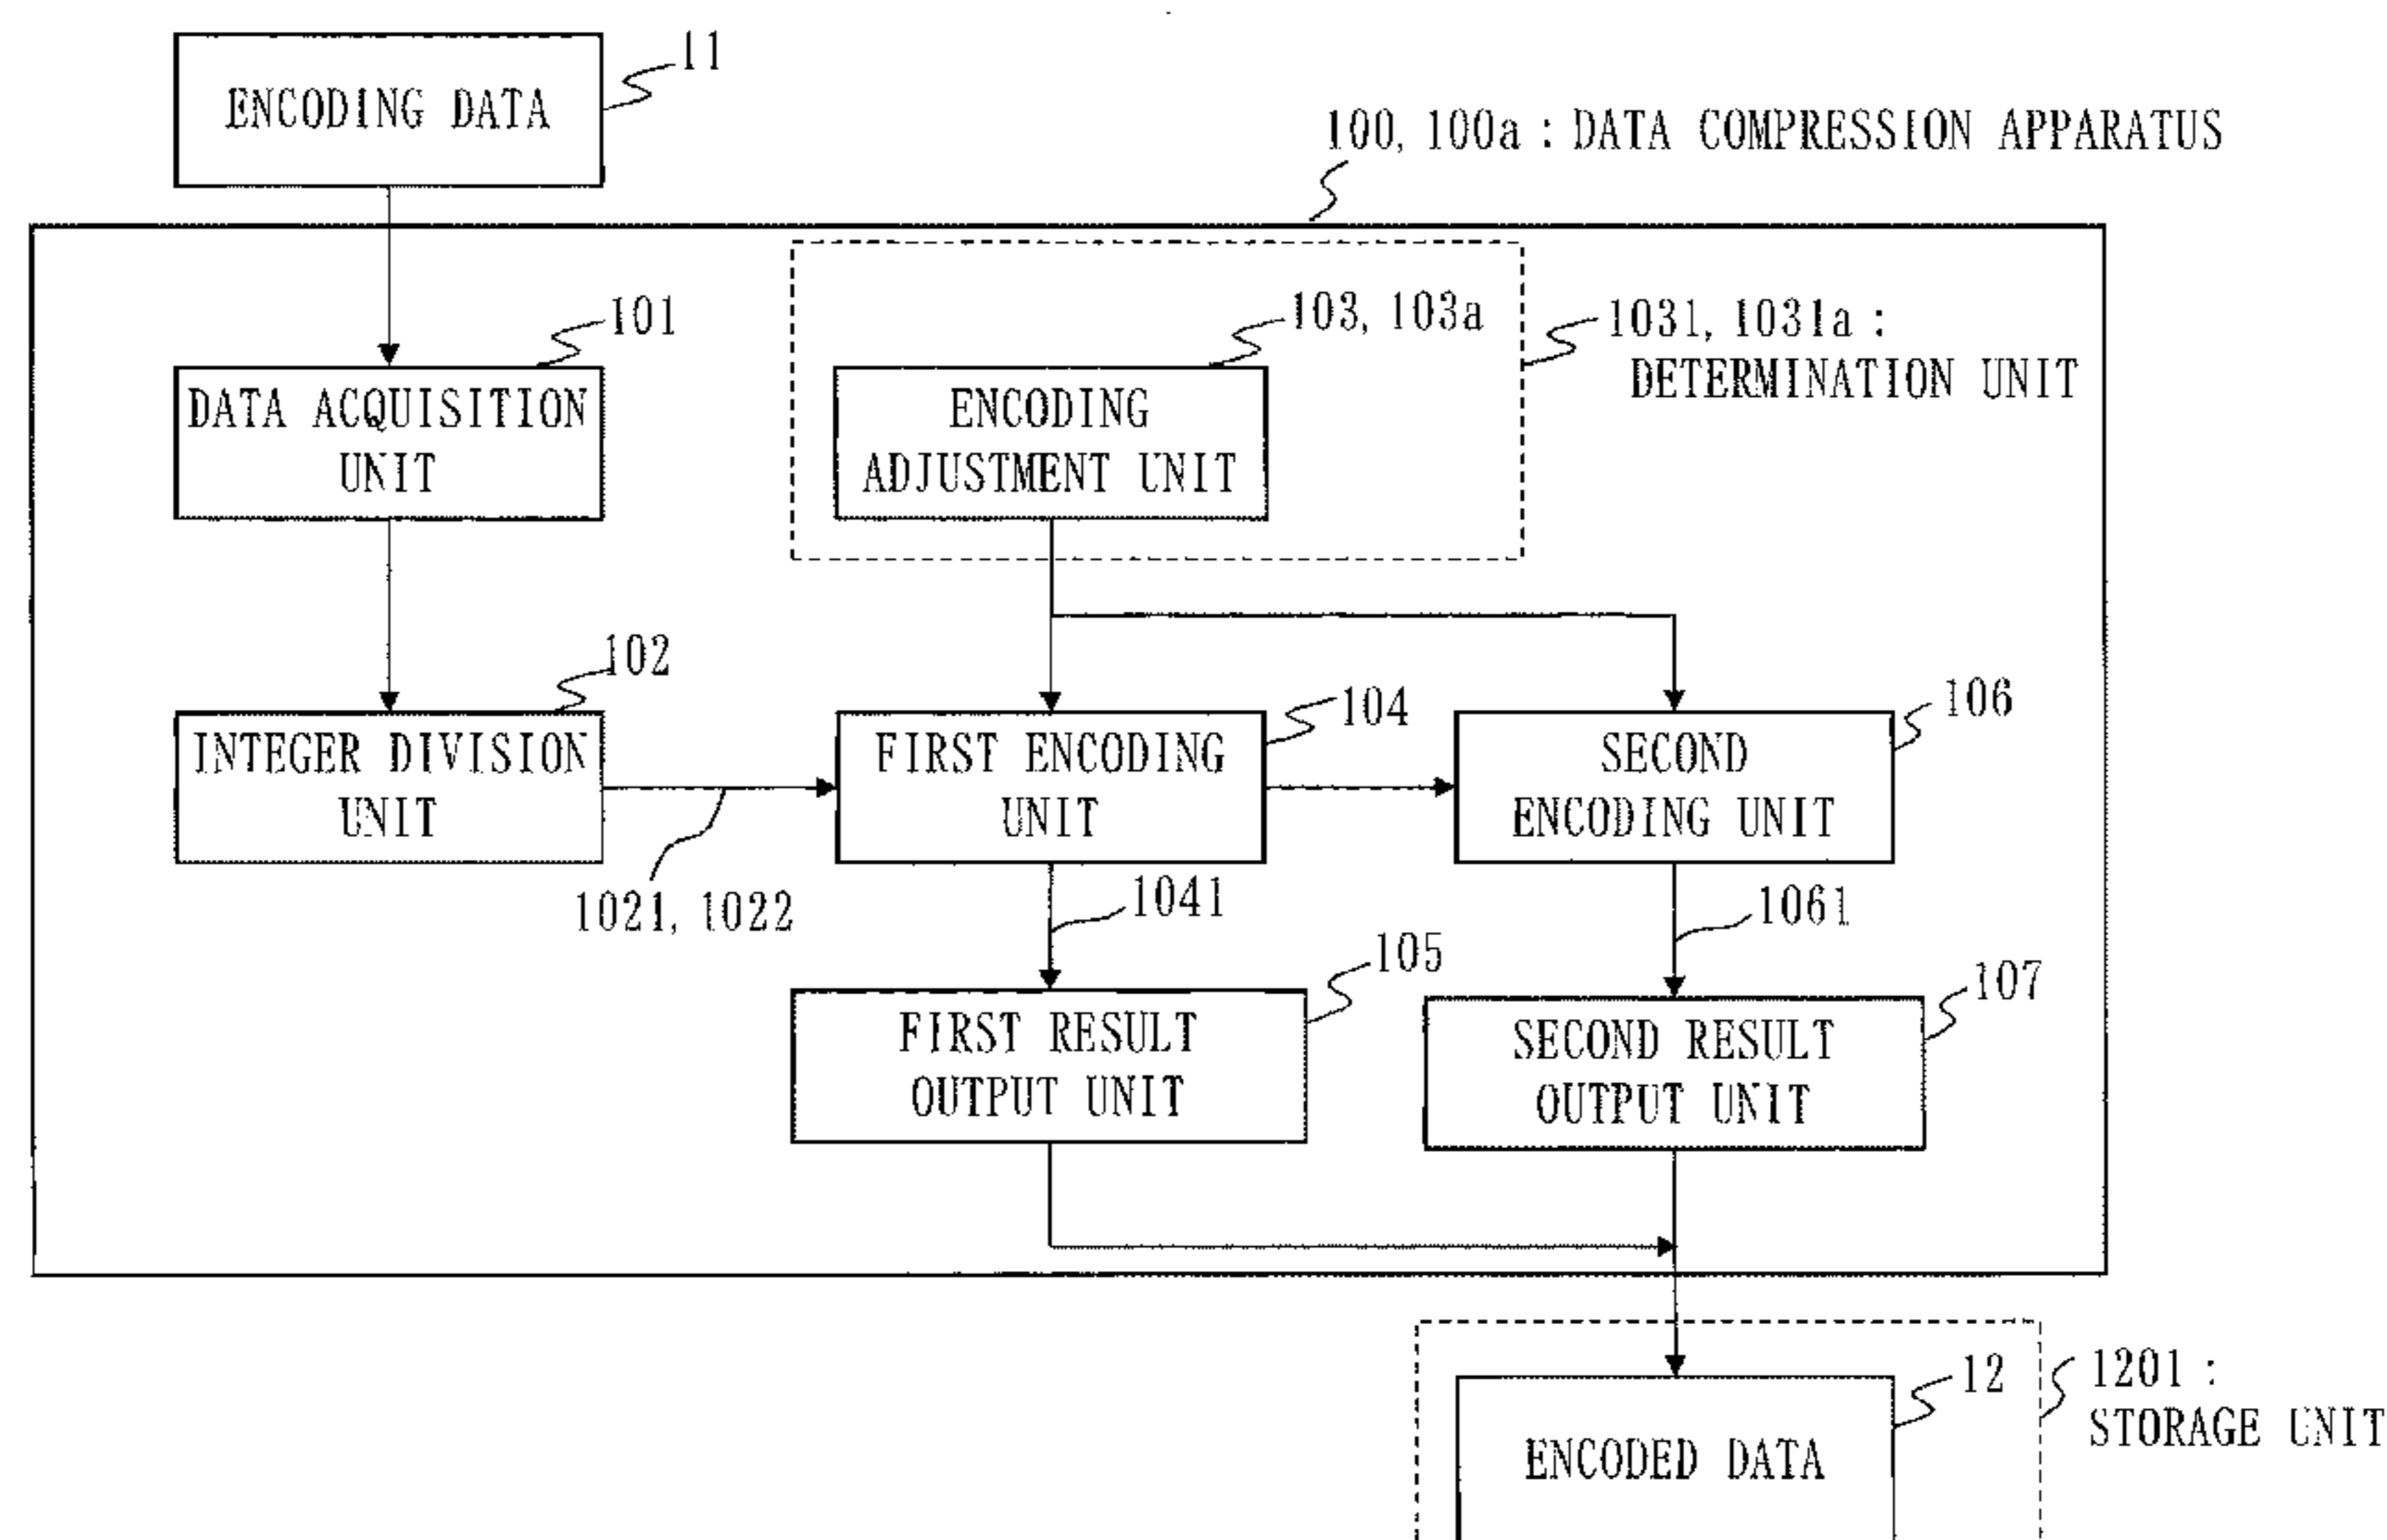 11
ENCODING DATA
100, 100a : DATA COMPRESSION APPARATUS
101
DATA ACQUISITION
UNIT
103, 103a
ENCODING
ADJUSTMENT UNIT
1031, 1031a :
DETERMINATION UNIT
102
INTEGER DIVISION
UNIT
1021, 1022
104
FIRST ENCODING
UNIT
106
SECOND
ENCODING UNIT
1041
1061
105
FIRST RESULT
OUTPUT UNIT
107
SECOND RESULT
OUTPUT UNIT
12
ENCODED DATA
1201 :
STORAGE UNIT